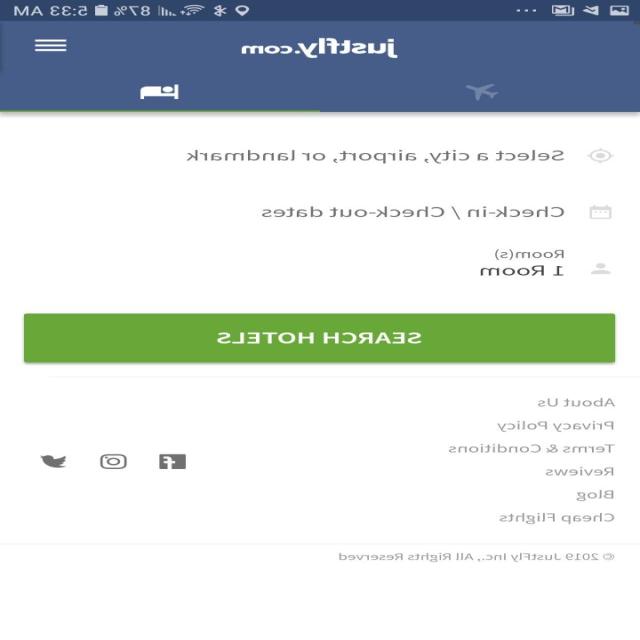 87% 5:33 AM
justfly.com
Select a city, airport, or landmark
Check-in / Check-out dates
Room(s)
1 Room
SEARCH HOTELS
About Us
Privacy Policy
Terms & Conditions
Reviews
Blog
Cheap Flights
© 2019 JustFly Inc., All Rights Reserved